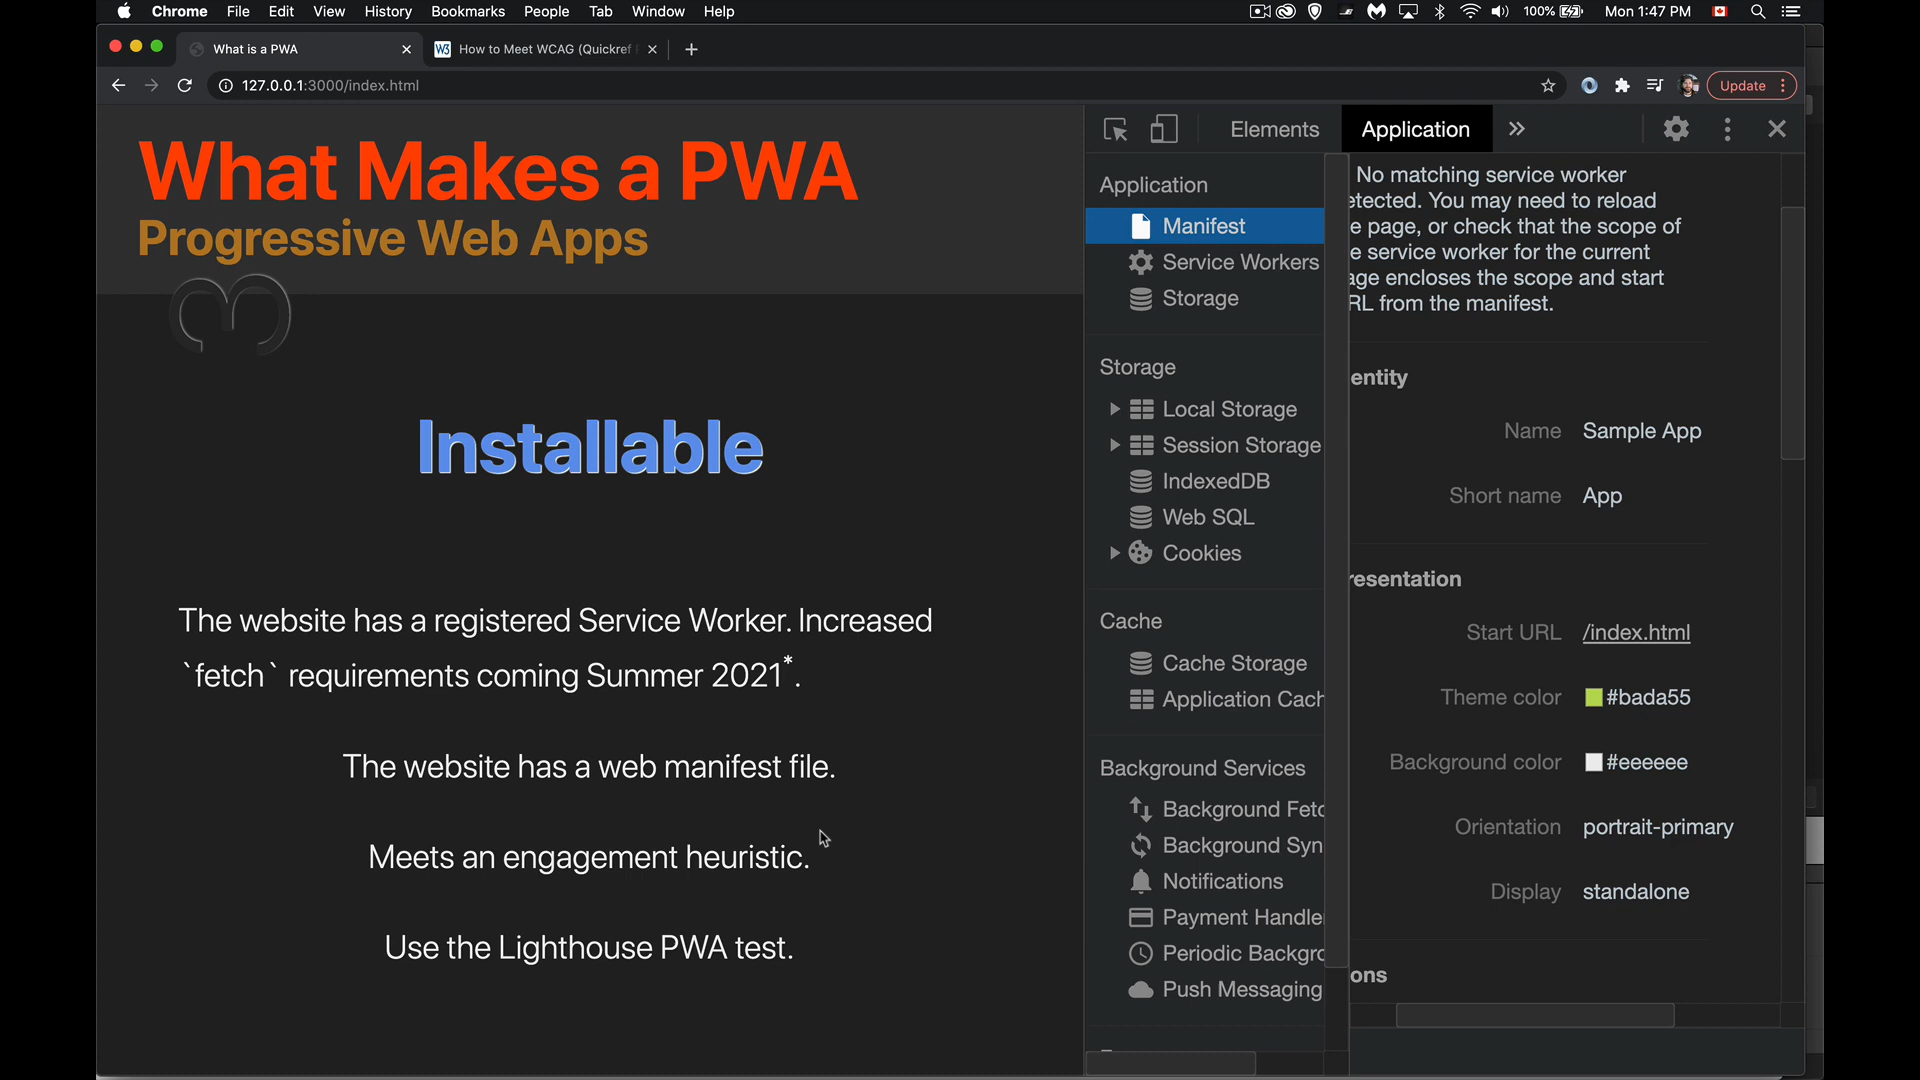 Chrome File Edit View History Bookmarks People Tab Window Help
100% Mon 1:47 PM
What is a PWA
How to Meet WCAG (Quickref
127.0.0.1:3000/index.html
Update
What Makes a PWA
Progressive Web Apps
Installable
The website has a registered Service Worker. Increased
`fetch` requirements coming Summer 2021*.
The website has a web manifest file.
Meets an engagement heuristic.
Use the Lighthouse PWA test.
Elements Application
Application
Manifest
Service Workers
Storage
Storage
Local Storage
Session Storage
IndexedDB
Web SQL
Cookies
Cache
Cache Storage
Application Cach
Background Services
Background Fetc
Background Syn
Notifications
Payment Handle
Periodic Backgro
Push Messaging
No matching service worker
etected. You may need to reload
e page, or check that the scope of
e service worker for the current
age encloses the scope and start
RL from the manifest.
entity
Name Sample App
Short name App
resentation
Start URL /index.html
Theme color #bada55
Background color #eeeeee
Orientation portrait-primary
Display standalone
ons